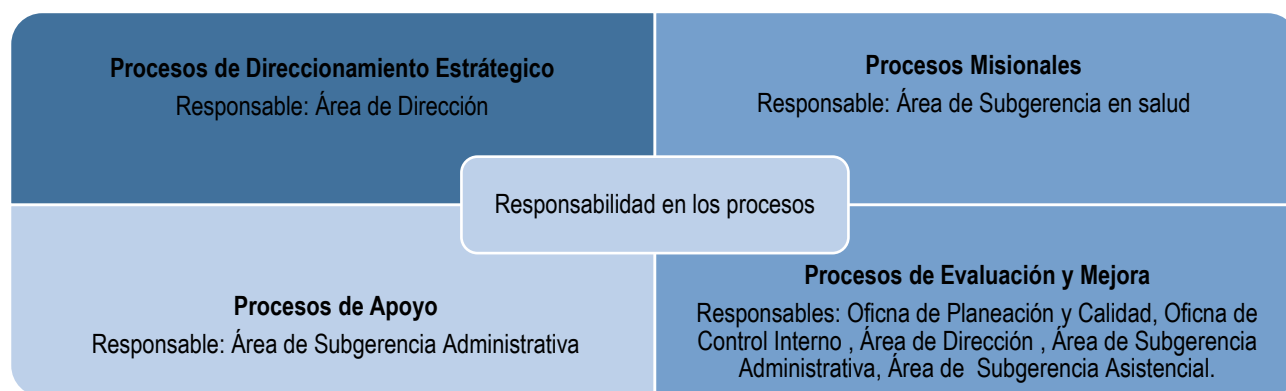 Procesos de Direccionamiento Estrátegico
Responsable: Área de Dirección
Procesos Misionales
Responsable: Área de Subgerencia en salud
Responsabilidad en los procesos
Procesos de Apoyo
Responsable: Área de Subgerencia Administrativa
Procesos de Evaluación y Mejora
Responsables: Oficna de Planeación y Calidad, Oficna de
Control Interno , Área de Dirección , Área de Subgerencia
Administrativa, Área de  Subgerencia Asistencial.